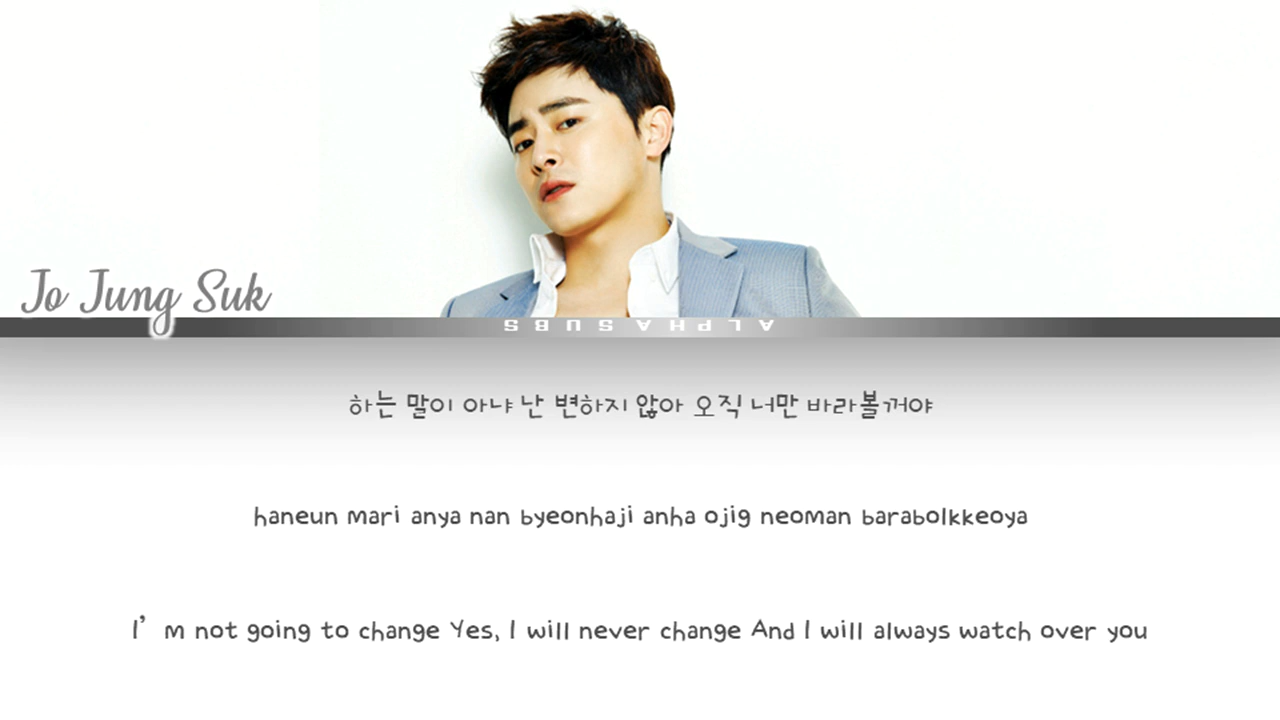 Jo Jung Suk
ALPHA SUBS
하는 말이 아냐 난 변하지 않아 오직 너만 바라볼꺼야
haneun mari anya nan byeonhaji anha ojig neoman barabolkkeoya
I’m not going to change Yes, I will never change And I will always watch over you